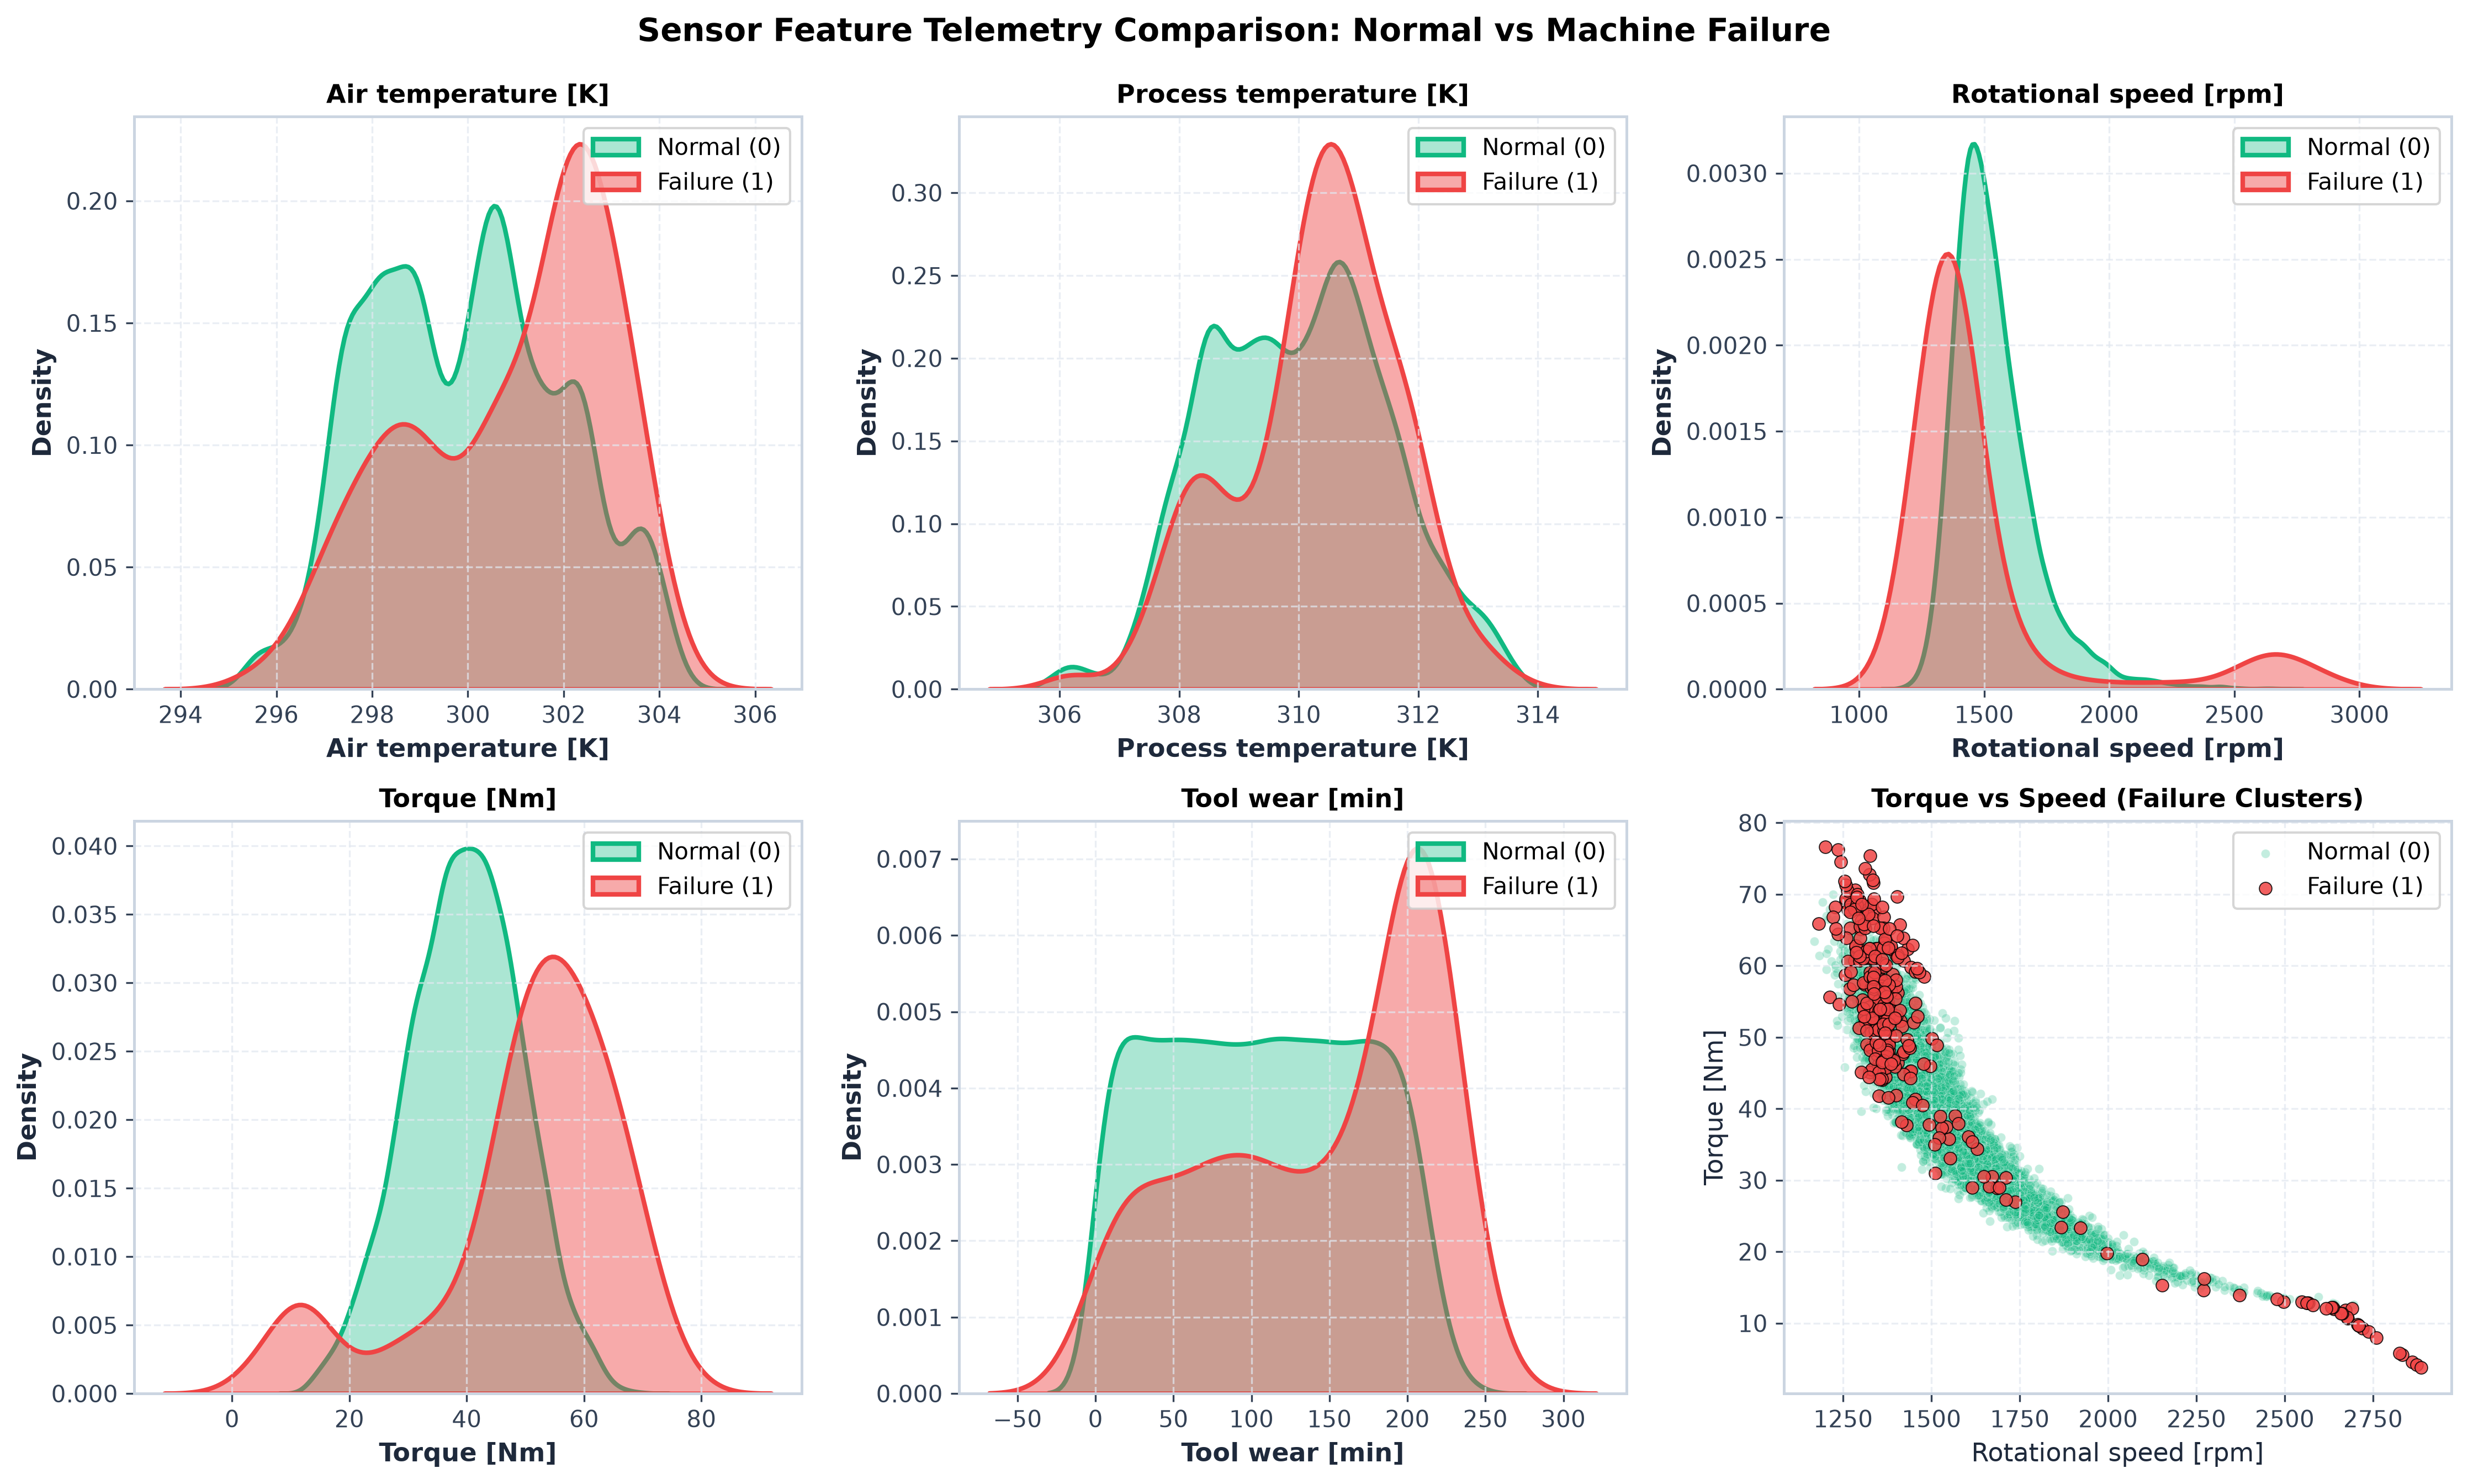 Sensor Feature Telemetry Comparison: Normal vs Machine Failure
Air temperature [K]
Density
0.20
0.15
0.10
0.05
0.00
294 296 298 300 302 304 306
Air temperature [K]
Normal (0)
Failure (1)
Process temperature [K]
Density
0.30
0.25
0.20
0.15
0.10
0.05
0.00
306 308 310 312 314
Process temperature [K]
Normal (0)
Failure (1)
Rotational speed [rpm]
Density
0.0030
0.0025
0.0020
0.0015
0.0010
0.0005
0.0000
1000 1500 2000 2500 3000
Rotational speed [rpm]
Normal (0)
Failure (1)
Torque [Nm]
Density
0.040
0.035
0.030
0.025
0.020
0.015
0.010
0.005
0.000
0 20 40 60 80
Torque [Nm]
Normal (0)
Failure (1)
Tool wear [min]
Density
0.007
0.006
0.005
0.004
0.003
0.002
0.001
0.000
−50 0 50 100 150 200 250 300
Tool wear [min]
Normal (0)
Failure (1)
Torque vs Speed (Failure Clusters)
Torque [Nm]
80
70
60
50
40
30
20
10
1250 1500 1750 2000 2250 2500 2750
Rotational speed [rpm]
Normal (0)
Failure (1)